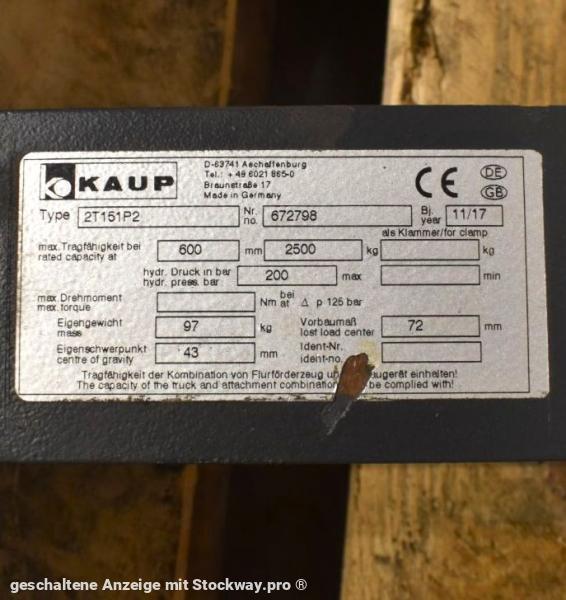 KAUP
D-63741 Aschaffenburg
Tel.: + 49 6021 865-0
Braunstraße 17
Made in Germany
CE
DE
GB
Type 2T151P2 Nr. no. 672798 Bj. year 11/17
als Klammer/for clamp
max. Tragfähigkeit bei
rated capacity at 600 mm 2500 kg kg
hydr. Druck in bar
hydr. press. bar 200 max min
max. Drehmoment
max. torque Nm bei at Δ p 125 bar
Eigengewicht
mass 97 kg Vorbaumaß
lost load center 72 mm
Eigenschwerpunkt
centre of gravity 43 mm Ident-Nr.
ident-no.
Tragfähigkeit der Kombination von Flurförderzeug einhalten!
The capacity of the truck and attachment be complied with!
geschaltene Anzeige mit Stockway.pro ®